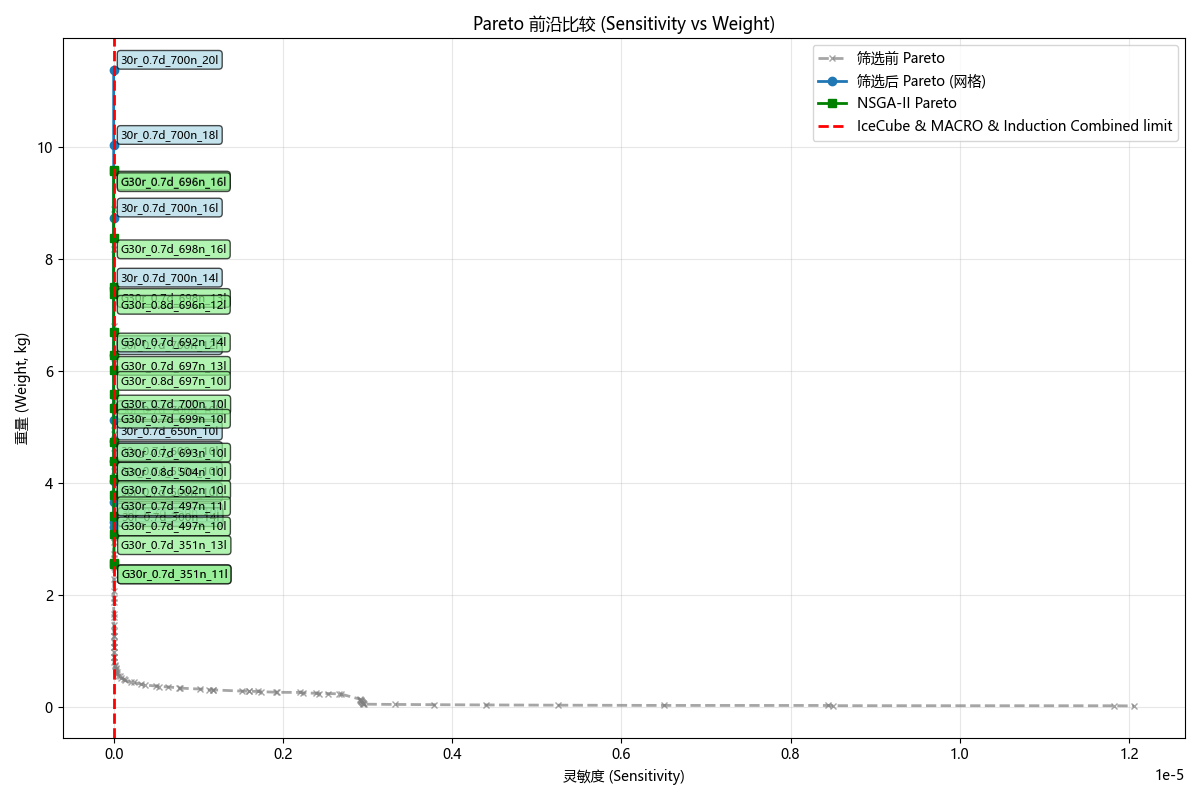 Pareto 前沿比较 (Sensitivity vs Weight)
筛选前 Pareto
筛选后 Pareto (网格)
NSGA-II Pareto
IceCube & MACRO & Induction Combined limit
30r_0.7d_700n_20l
30r_0.7d_700n_18l
G30r_0.7d_696n_16l
30r_0.7d_700n_16l
G30r_0.7d_698n_16l
30r_0.7d_700n_14l
G30r_0.8d_696n_12l
G30r_0.7d_692n_14l
G30r_0.7d_697n_13l
G30r_0.8d_697n_10l
G30r_0.7d_700n_10l
G30r_0.7d_699n_10l
30r_0.7d_650n_10l
G30r_0.7d_693n_10l
G30r_0.8d_504n_10l
G30r_0.7d_502n_10l
G30r_0.7d_497n_11l
G30r_0.7d_497n_10l
G30r_0.7d_351n_13l
G30r_0.7d_351n_11l
重量 (Weight, kg)
10
8
6
4
2
0
0.0
0.2
0.4
0.6
0.8
1.0
1.2
1e-5
灵敏度 (Sensitivity)